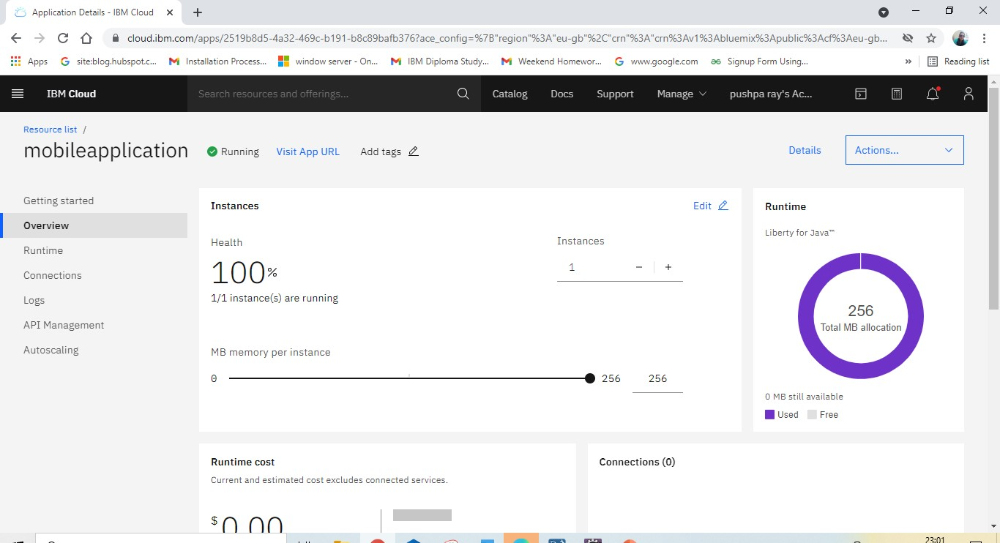 Application Details - IBM Cloud
cloud.ibm.com/apps/2519b8d5-4a32-469c-b191-b8c89bafb376?ace_config=%7B"region"%3A"eu-gb"%2C"crn"%3A"crn%3Av1%3Abluemix%3Apublic%3Acf%3Aeu-gb...
Apps site:blog.hubspot.c... Installation Process... window server - On... IBM Diploma Study... Weekend Homewor... www.google.com Signup Form Using... » Reading list
IBM Cloud Search resources and offerings... Catalog Docs Support Manage pushpa ray's Ac...
Resource list /
mobileapplication Running Visit App URL Add tags Details Actions...
Getting started
Overview
Runtime
Connections
Logs
API Management
Autoscaling
Instances Edit
Health
100%
1/1 instance(s) are running
Instances
1 − +
MB memory per instance
0 256 256
Runtime
Liberty for Java™
256
Total MB allocation
0 MB still available
Used Free
Runtime cost
Current and estimated cost excludes connected services.
$0.00
Connections (0)
23:01